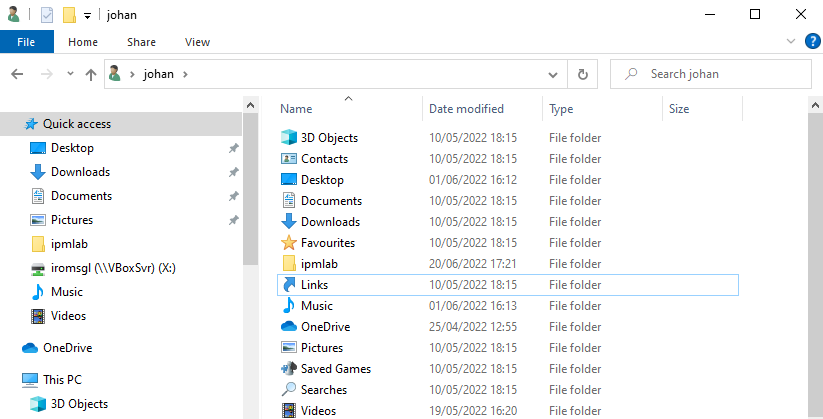 johan
File Home Share View
johan
Search johan
Name Date modified Type Size
Quick access
Desktop
Downloads
Documents
Pictures
ipmlab
iromsgl (\\VBoxSvr) (X:)
Music
Videos
OneDrive
This PC
3D Objects
3D Objects 10/05/2022 18:15 File folder
Contacts 10/05/2022 18:15 File folder
Desktop 01/06/2022 16:12 File folder
Documents 10/05/2022 18:15 File folder
Downloads 10/05/2022 18:15 File folder
Favourites 10/05/2022 18:15 File folder
ipmlab 20/06/2022 17:21 File folder
Links 10/05/2022 18:15 File folder
Music 01/06/2022 16:13 File folder
OneDrive 25/04/2022 12:55 File folder
Pictures 10/05/2022 18:15 File folder
Saved Games 10/05/2022 18:15 File folder
Searches 10/05/2022 18:15 File folder
Videos 19/05/2022 16:20 File folder